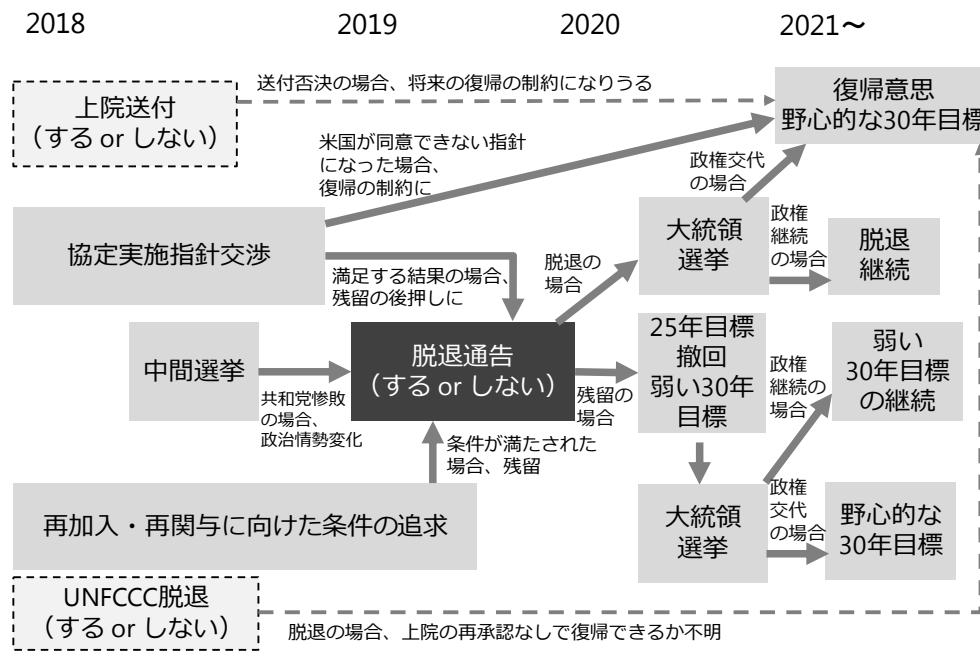 2018
2019
2020
2021～
上院送付
（する or しない）
送付否決の場合、将来の復帰の制約になりうる
復帰意思
野心的な30年目標
米国が同意できない指針
になった場合、
復帰の制約に
政権交代
の場合
協定実施指針交渉
満足する結果の場合、
残留の後押しに
脱退の
場合
大統領
選挙
政権
継続
の場合
脱退
継続
中間選挙
共和党惨敗
の場合、
政治情勢変化
脱退通告
（する or しない）
残留の
場合
25年目標
撤回
弱い30年
目標
政権
継続の
場合
弱い
30年目標
の継続
条件が満たされた
場合、残留
再加入・再関与に向けた条件の追求
大統領
選挙
政権
交代
の場合
野心的な
30年目標
UNFCCC脱退
（する or しない）
脱退の場合、上院の再承認なしで復帰できるか不明